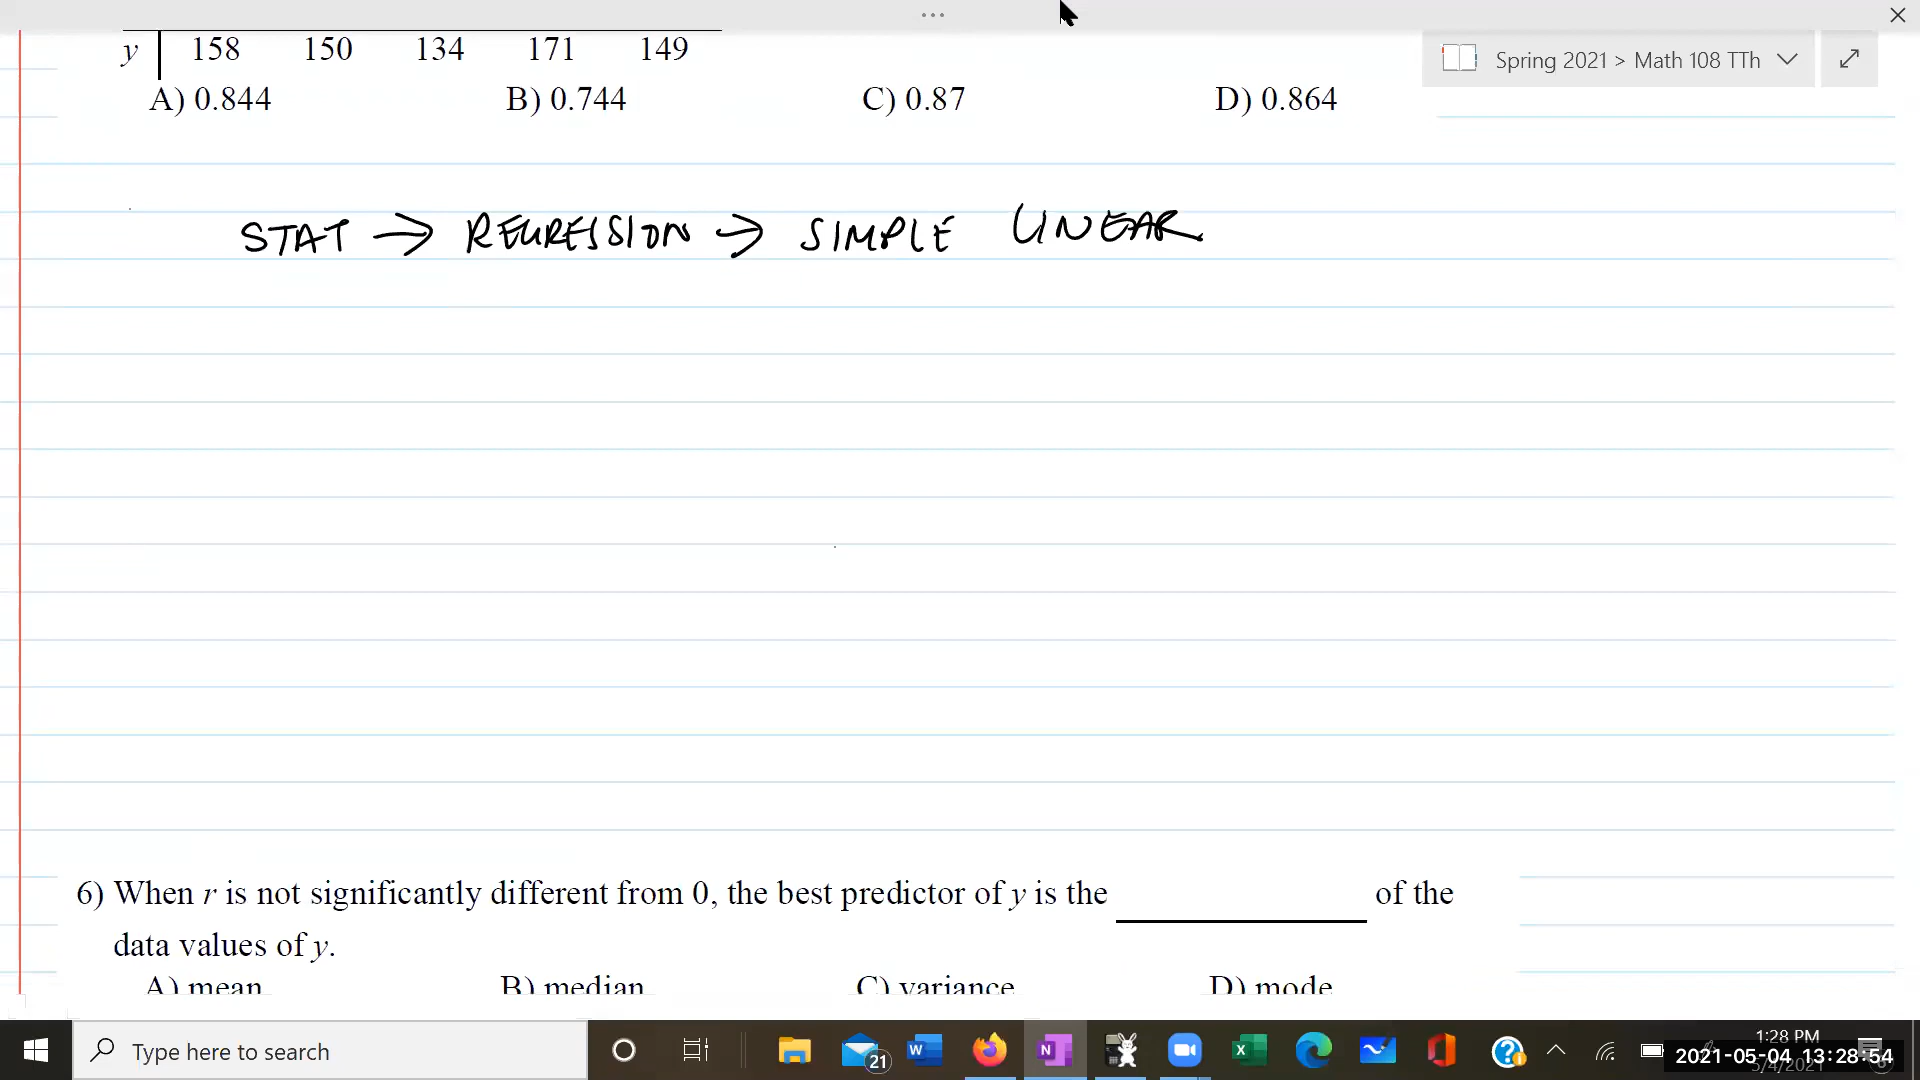 y 158 150 134 171 149
Spring 2021 > Math 108 TTh
A) 0.844 B) 0.744 C) 0.87 D) 0.864
STAT → REGRESSION → SIMPLE LINEAR
6) When r is not significantly different from 0, the best predictor of y is the ____________ of the
data values of y.
A) mean B) median C) variance D) mode
Type here to search
21
1:28 PM
2021-05-04 13:28:54